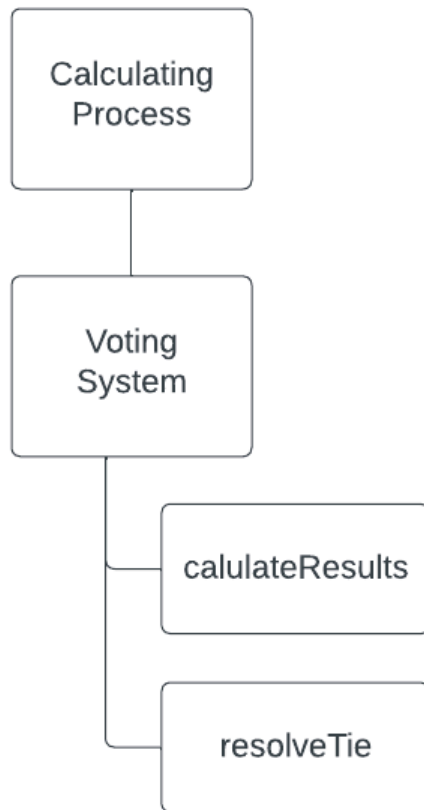 Calculating
Process
Voting
System
calulateResults
resolveTie